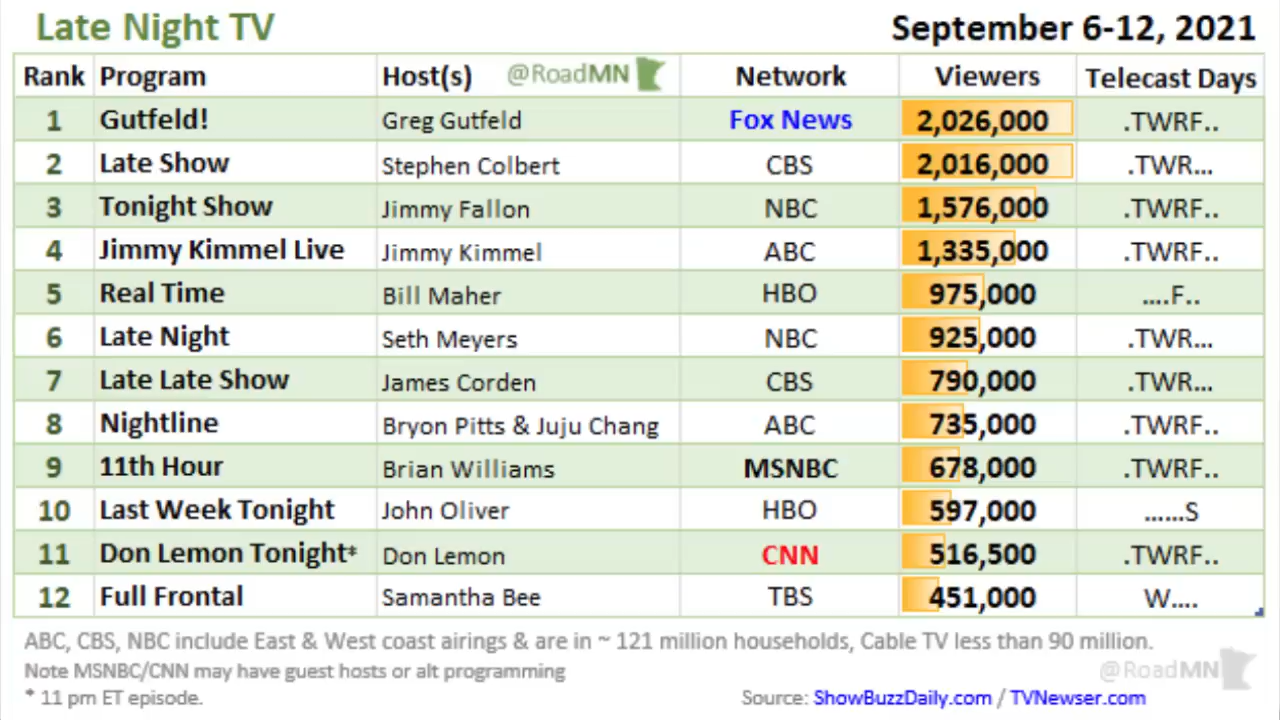 Late Night TV September 6-12, 2021
Rank Program Host(s) @RoadMN Network Viewers Telecast Days
1 Gutfeld! Greg Gutfeld Fox News 2,026,000 .TWRF..
2 Late Show Stephen Colbert CBS 2,016,000 .TWR...
3 Tonight Show Jimmy Fallon NBC 1,576,000 .TWRF..
4 Jimmy Kimmel Live Jimmy Kimmel ABC 1,335,000 .TWRF..
5 Real Time Bill Maher HBO 975,000 ....F..
6 Late Night Seth Meyers NBC 925,000 .TWR...
7 Late Late Show James Corden CBS 790,000 .TWR...
8 Nightline Bryon Pitts & Juju Chang ABC 735,000 .TWRF..
9 11th Hour Brian Williams MSNBC 678,000 .TWRF..
10 Last Week Tonight John Oliver HBO 597,000 ......S
11 Don Lemon Tonight* Don Lemon CNN 516,500 .TWRF..
12 Full Frontal Samantha Bee TBS 451,000 W....
ABC, CBS, NBC include East & West coast airings & are in ~ 121 million households, Cable TV less than 90 million.
Note MSNBC/CNN may have guest hosts or alt programming @RoadMN
* 11 pm ET episode. Source: ShowBuzzDaily.com / TVNewser.com